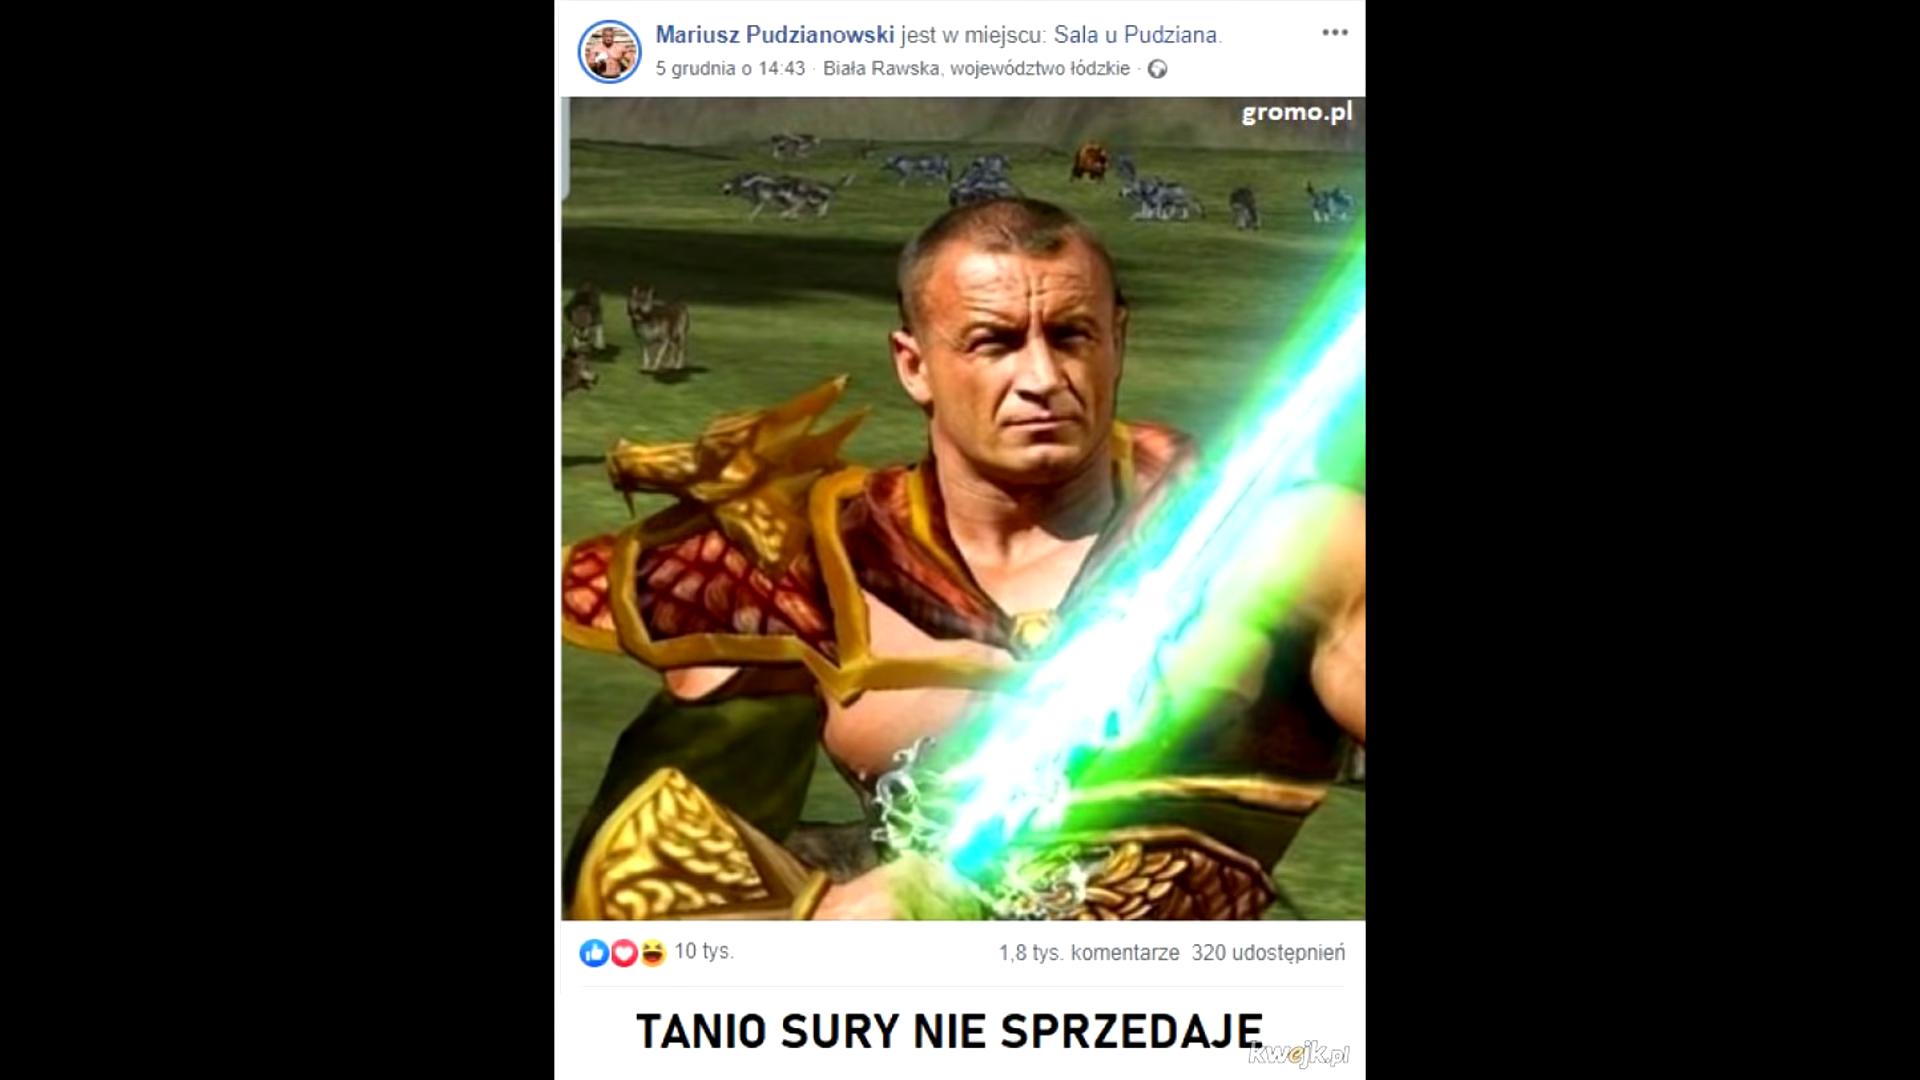 Mariusz Pudzianowski jest w miejscu: Sala u Pudziana.
5 grudnia o 14:43 · Biała Rawska, województwo łódzkie ·
gromo.pl
10 tys.
1,8 tys. komentarze 320 udostępnień
TANIO SURY NIE SPRZEDAJE
kwejk.pl